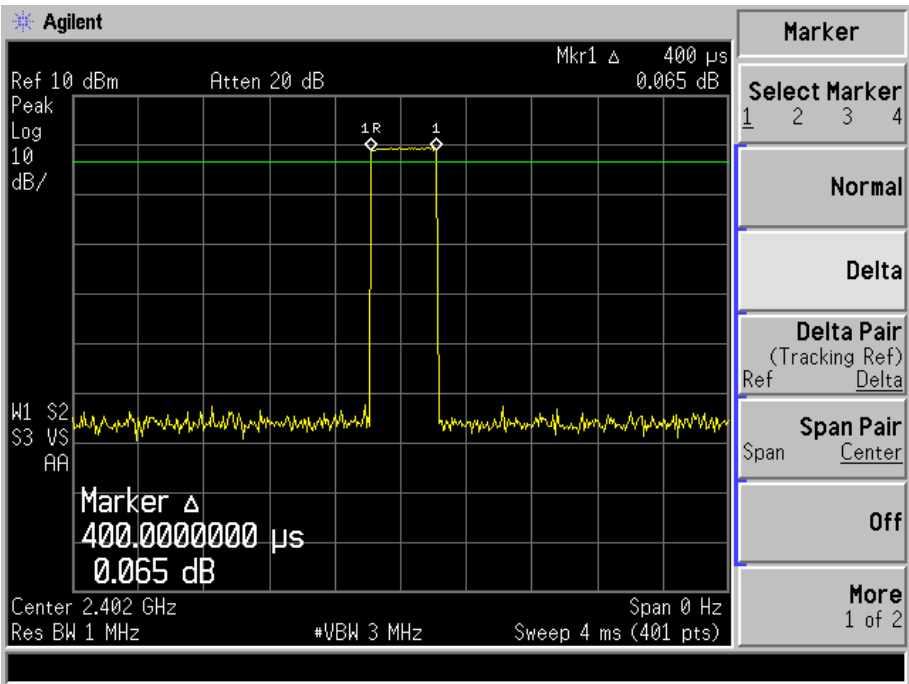 Agilent
Marker
Mkr1 Δ 400 µs
Ref 10 dBm Atten 20 dB 0.065 dB
Peak
Log
10
dB/
1R 1
W1 S2
S3 VS
AA
Marker Δ
400.0000000 µs
0.065 dB
Center 2.402 GHz Span 0 Hz
Res BW 1 MHz #VBW 3 MHz Sweep 4 ms (401 pts)
Select Marker
1 2 3 4
Normal
Delta
Delta Pair
(Tracking Ref)
Ref Delta
Span Pair
Span Center
Off
More
1 of 2